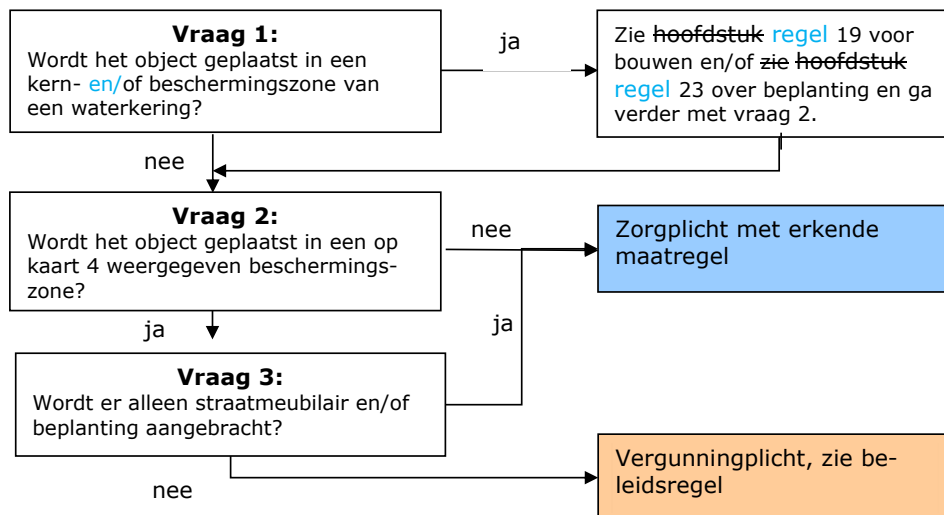 Vraag 1:
Wordt het object geplaatst in een
kern- en/of beschermingszone van
een waterkering?
ja
Zie hoofdstuk regel 19 voor
bouwen en/of zie hoofdstuk
regel 23 over beplanting en ga
verder met vraag 2.
nee
Vraag 2:
Wordt het object geplaatst in een op
kaart 4 weergegeven beschermings-
zone?
nee
Zorgplicht met erkende
maatregel
ja
ja
Vraag 3:
Wordt er alleen straatmeubilair en/of
beplanting aangebracht?
nee
Vergunningplicht, zie be-
leidsregel